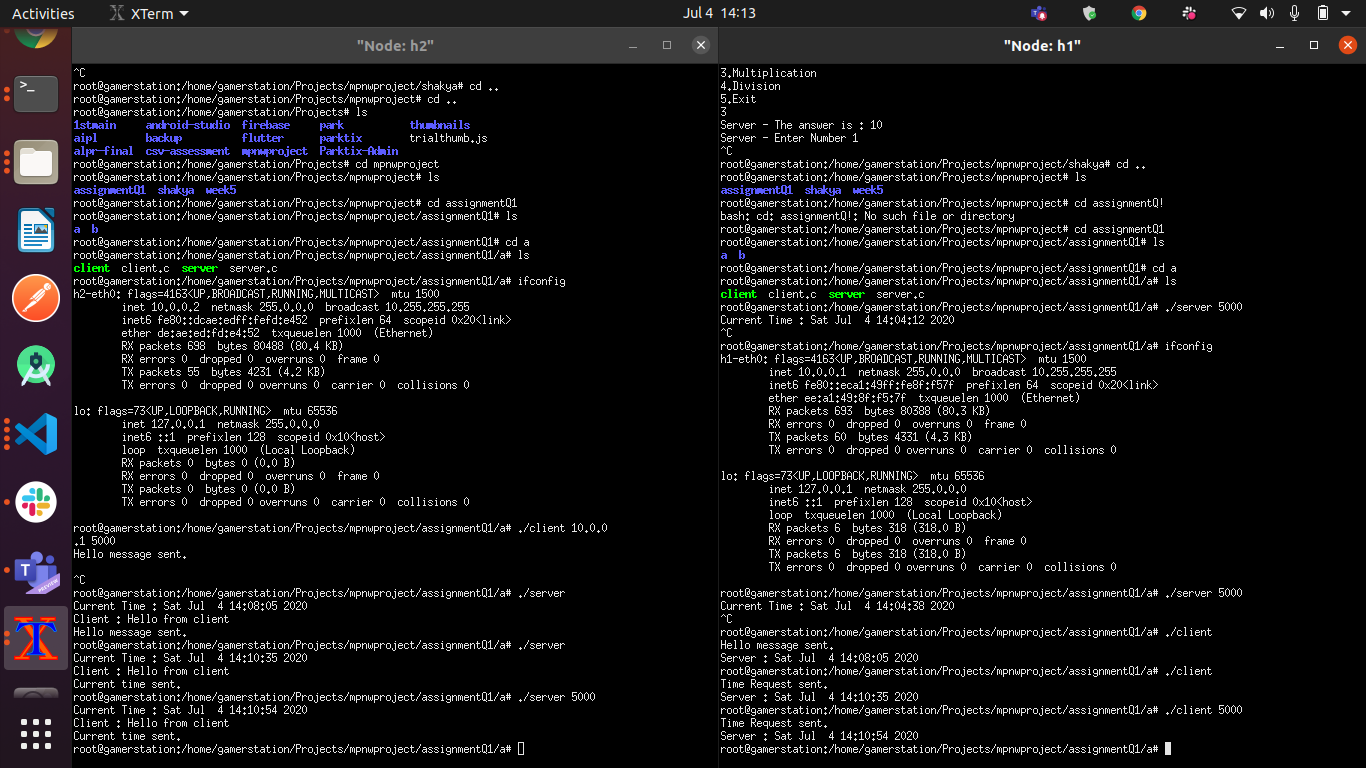 Activities
XTerm
Jul 4 14:13
"Node: h2"
^C
root@gamerstation:/home/gamerstation/Projects/mpnwproject/shakya# cd ..
root@gamerstation:/home/gamerstation/Projects/mpnwproject# cd ..
root@gamerstation:/home/gamerstation/Projects# ls
1stmain android-studio firebase park thumbnails
aipl backup flutter parktix trialthumb.js
alpr-final csv-assessment mpnwproject Parktix-Admin
root@gamerstation:/home/gamerstation/Projects# cd mpnwproject
root@gamerstation:/home/gamerstation/Projects/mpnwproject# ls
assignmentQ1 shakya week5
root@gamerstation:/home/gamerstation/Projects/mpnwproject# cd assignmentQ1
root@gamerstation:/home/gamerstation/Projects/mpnwproject/assignmentQ1# ls
a b
root@gamerstation:/home/gamerstation/Projects/mpnwproject/assignmentQ1# cd a
root@gamerstation:/home/gamerstation/Projects/mpnwproject/assignmentQ1/a# ls
client client.c server server.c
root@gamerstation:/home/gamerstation/Projects/mpnwproject/assignmentQ1/a# ifconfig
h2-eth0: flags=4163<UP,BROADCAST,RUNNING,MULTICAST> mtu 1500
inet 10.0.0.2 netmask 255.0.0.0 broadcast 10.255.255.255
inet6 fe80::dcae:edff:fefd:e452 prefixlen 64 scopeid 0x20<link>
ether de:ae:ed:fd:e4:52 txqueuelen 1000 (Ethernet)
RX packets 698 bytes 80488 (80.4 KB)
RX errors 0 dropped 0 overruns 0 frame 0
TX packets 55 bytes 4231 (4.2 KB)
TX errors 0 dropped 0 overruns 0 carrier 0 collisions 0
lo: flags=73<UP,LOOPBACK,RUNNING> mtu 65536
inet 127.0.0.1 netmask 255.0.0.0
inet6 ::1 prefixlen 128 scopeid 0x10<host>
loop txqueuelen 1000 (Local Loopback)
RX packets 0 bytes 0 (0.0 B)
RX errors 0 dropped 0 overruns 0 frame 0
TX packets 0 bytes 0 (0.0 B)
TX errors 0 dropped 0 overruns 0 carrier 0 collisions 0
root@gamerstation:/home/gamerstation/Projects/mpnwproject/assignmentQ1/a# ./client 10.0.0
.1 5000
Hello message sent.
^C
root@gamerstation:/home/gamerstation/Projects/mpnwproject/assignmentQ1/a# ./server
Current Time : Sat Jul 4 14:08:05 2020
Client : Hello from client
Hello message sent.
root@gamerstation:/home/gamerstation/Projects/mpnwproject/assignmentQ1/a# ./server
Current Time : Sat Jul 4 14:10:35 2020
Client : Hello from client
Current time sent.
root@gamerstation:/home/gamerstation/Projects/mpnwproject/assignmentQ1/a# ./server 5000
Current Time : Sat Jul 4 14:10:54 2020
Client : Hello from client
Current time sent.
root@gamerstation:/home/gamerstation/Projects/mpnwproject/assignmentQ1/a#
"Node: h1"
3.Multiplication
4.Division
5.Exit
3
Server - The answer is : 10
Server - Enter Number 1
^C
root@gamerstation:/home/gamerstation/Projects/mpnwproject/shakya# cd ..
root@gamerstation:/home/gamerstation/Projects/mpnwproject# ls
assignmentQ1 shakya week5
root@gamerstation:/home/gamerstation/Projects/mpnwproject# cd assignmentQ!
bash: cd: assignmentQ!: No such file or directory
root@gamerstation:/home/gamerstation/Projects/mpnwproject# cd assignmentQ1
root@gamerstation:/home/gamerstation/Projects/mpnwproject/assignmentQ1# ls
a b
root@gamerstation:/home/gamerstation/Projects/mpnwproject/assignmentQ1# cd a
root@gamerstation:/home/gamerstation/Projects/mpnwproject/assignmentQ1/a# ls
client client.c server server.c
root@gamerstation:/home/gamerstation/Projects/mpnwproject/assignmentQ1/a# ./server 5000
Current Time : Sat Jul 4 14:04:12 2020
^C
root@gamerstation:/home/gamerstation/Projects/mpnwproject/assignmentQ1/a# ifconfig
h1-eth0: flags=4163<UP,BROADCAST,RUNNING,MULTICAST> mtu 1500
inet 10.0.0.1 netmask 255.0.0.0 broadcast 10.255.255.255
inet6 fe80::eca1:49ff:fe8f:f57f prefixlen 64 scopeid 0x20<link>
ether ee:a1:49:8f:f5:7f txqueuelen 1000 (Ethernet)
RX packets 693 bytes 80388 (80.3 KB)
RX errors 0 dropped 0 overruns 0 frame 0
TX packets 60 bytes 4331 (4.3 KB)
TX errors 0 dropped 0 overruns 0 carrier 0 collisions 0
lo: flags=73<UP,LOOPBACK,RUNNING> mtu 65536
inet 127.0.0.1 netmask 255.0.0.0
inet6 ::1 prefixlen 128 scopeid 0x10<host>
loop txqueuelen 1000 (Local Loopback)
RX packets 6 bytes 318 (318.0 B)
RX errors 0 dropped 0 overruns 0 frame 0
TX packets 6 bytes 318 (318.0 B)
TX errors 0 dropped 0 overruns 0 carrier 0 collisions 0
root@gamerstation:/home/gamerstation/Projects/mpnwproject/assignmentQ1/a# ./server 5000
Current Time : Sat Jul 4 14:04:38 2020
^C
root@gamerstation:/home/gamerstation/Projects/mpnwproject/assignmentQ1/a# ./client
Hello message sent.
Server : Sat Jul 4 14:08:05 2020
root@gamerstation:/home/gamerstation/Projects/mpnwproject/assignmentQ1/a# ./client
Time Request sent.
Server : Sat Jul 4 14:10:35 2020
root@gamerstation:/home/gamerstation/Projects/mpnwproject/assignmentQ1/a# ./client 5000
Time Request sent.
Server : Sat Jul 4 14:10:54 2020
root@gamerstation:/home/gamerstation/Projects/mpnwproject/assignmentQ1/a#